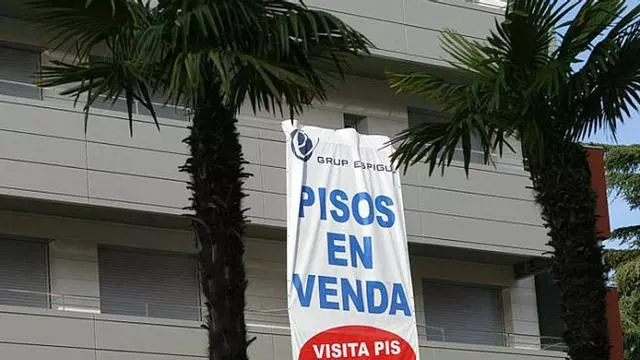 GRUP ESPIGUL
PISOS
EN
VENDA
VISITA PIS